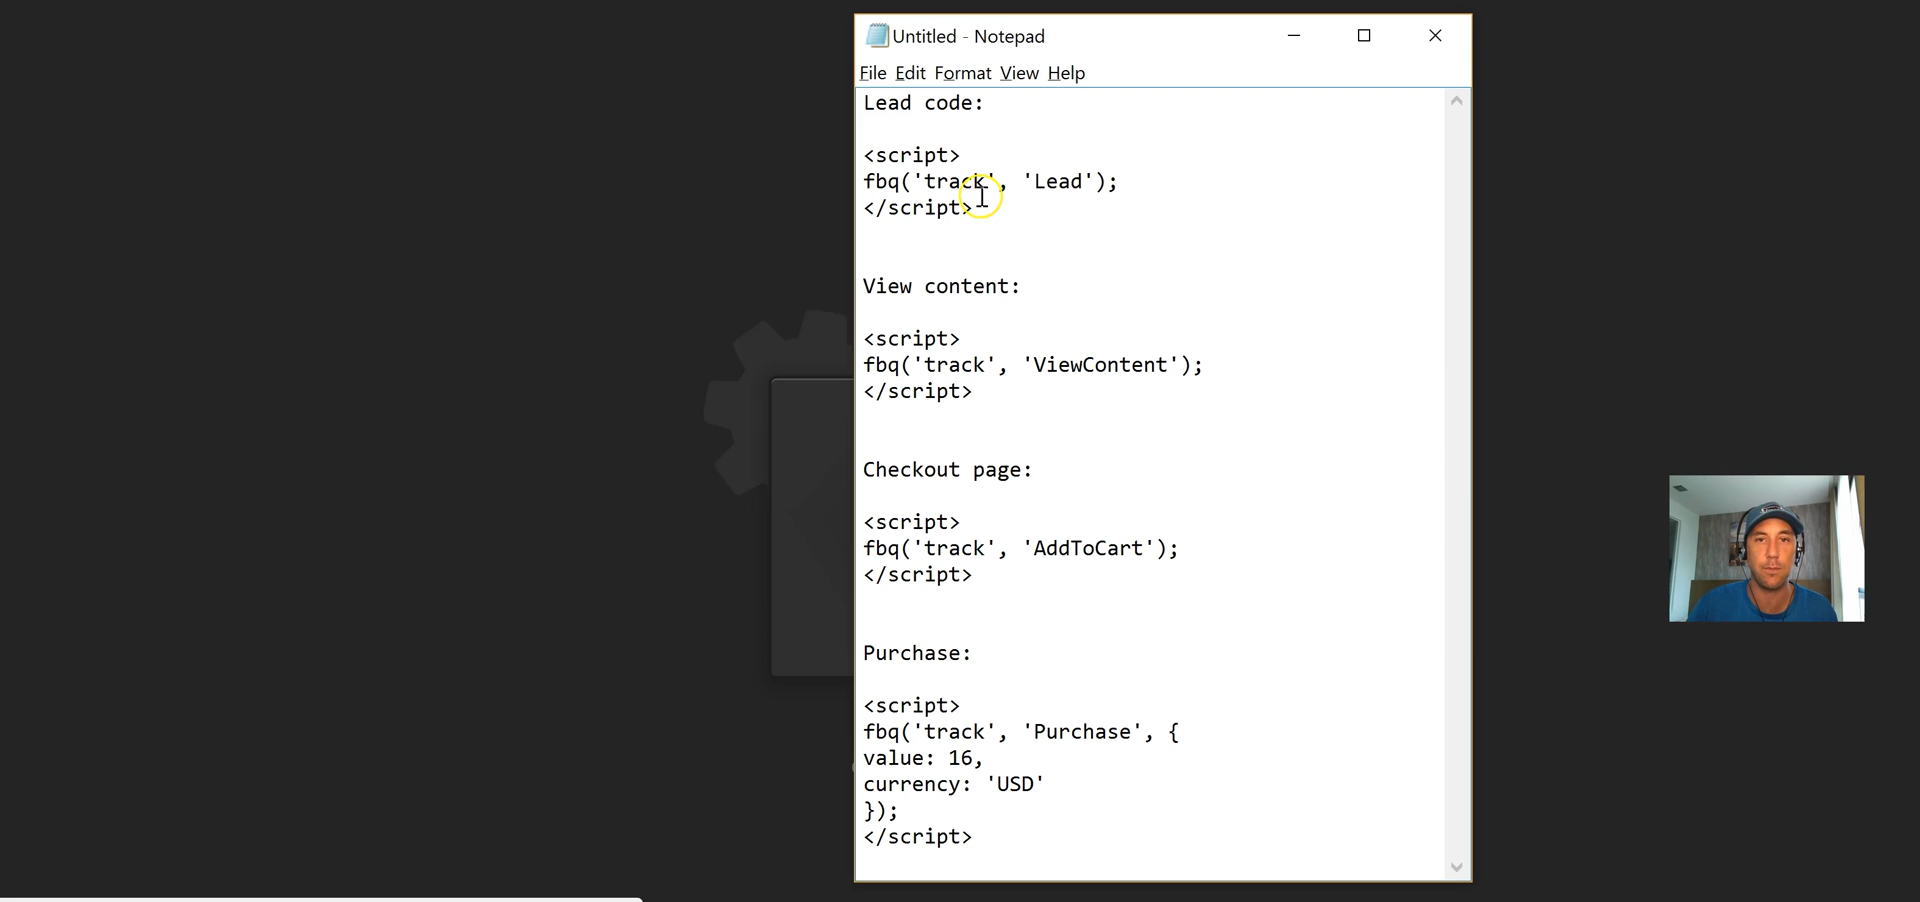 Untitled - Notepad
File Edit Format View Help
Lead code:
<script>
fbq('track', 'Lead');
</script>
View content:
<script>
fbq('track', 'ViewContent');
</script>
Checkout page:
<script>
fbq('track', 'AddToCart');
</script>
Purchase:
<script>
fbq('track', 'Purchase', {
value: 16,
currency: 'USD'
});
</script>